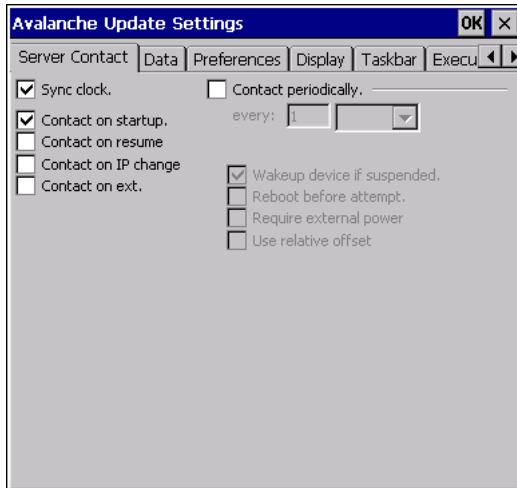 Avalanche Update Settings OK ×
Server Contact Data Preferences Display Taskbar Execu
Sync clock.
Contact on startup.
Contact on resume
Contact on IP change
Contact on ext.
Contact periodically.
every: 1
Wakeup device if suspended.
Reboot before attempt.
Require external power
Use relative offset